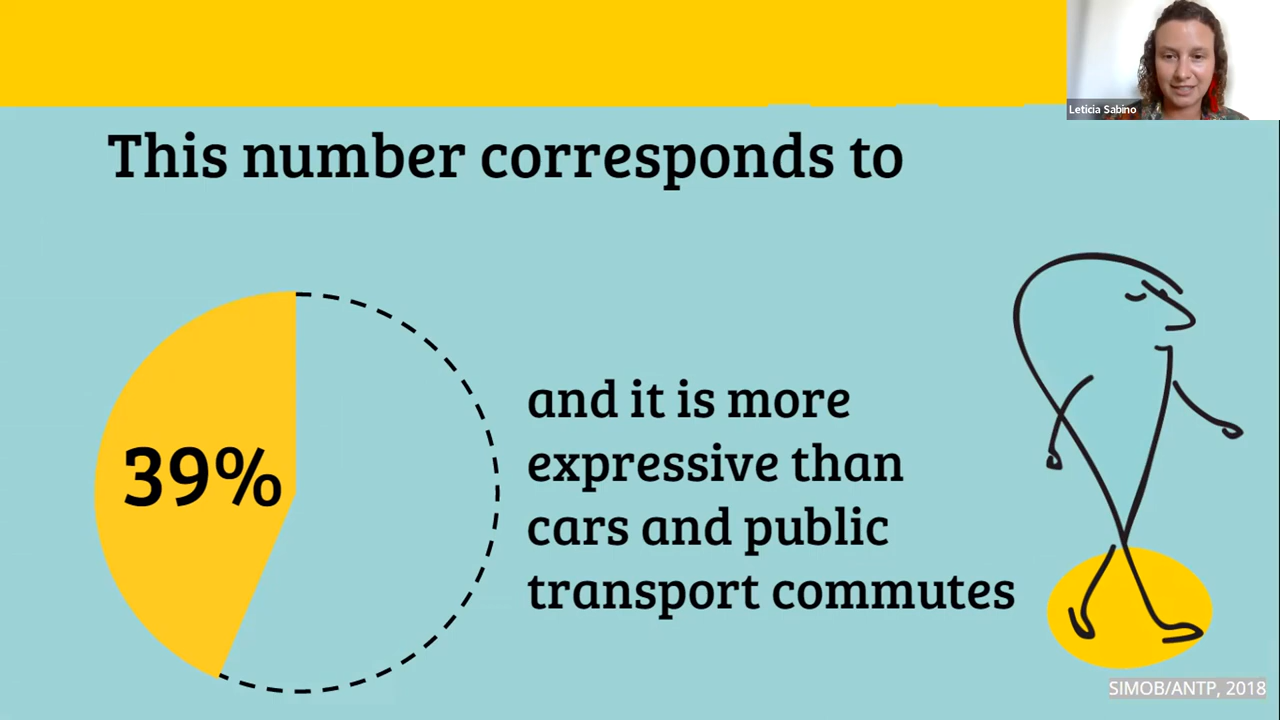 Leticia Sabino
This number corresponds to
39%
and it is more
expressive than
cars and public
transport commutes
SIMOB/ANTP, 2018